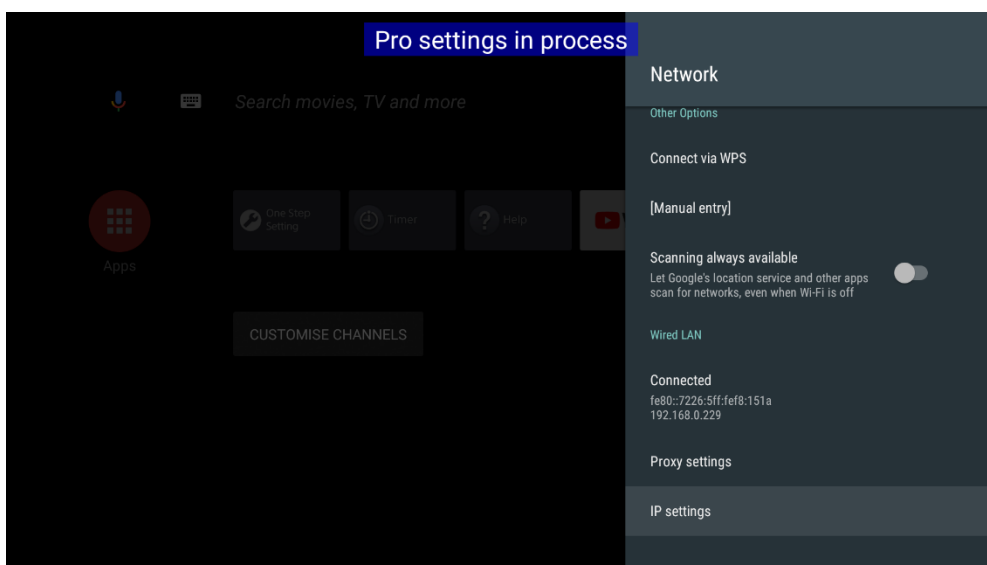 Pro settings in process
Search movies, TV and more
One Step
Setting
Timer
Help
Apps
CUSTOMISE CHANNELS
Network
Other Options
Connect via WPS
[Manual entry]
Scanning always available
Let Google's location service and other apps
scan for networks, even when Wi-Fi is off
Wired LAN
Connected
fe80::7226:5ff:fef8:151a
192.168.0.229
Proxy settings
IP settings